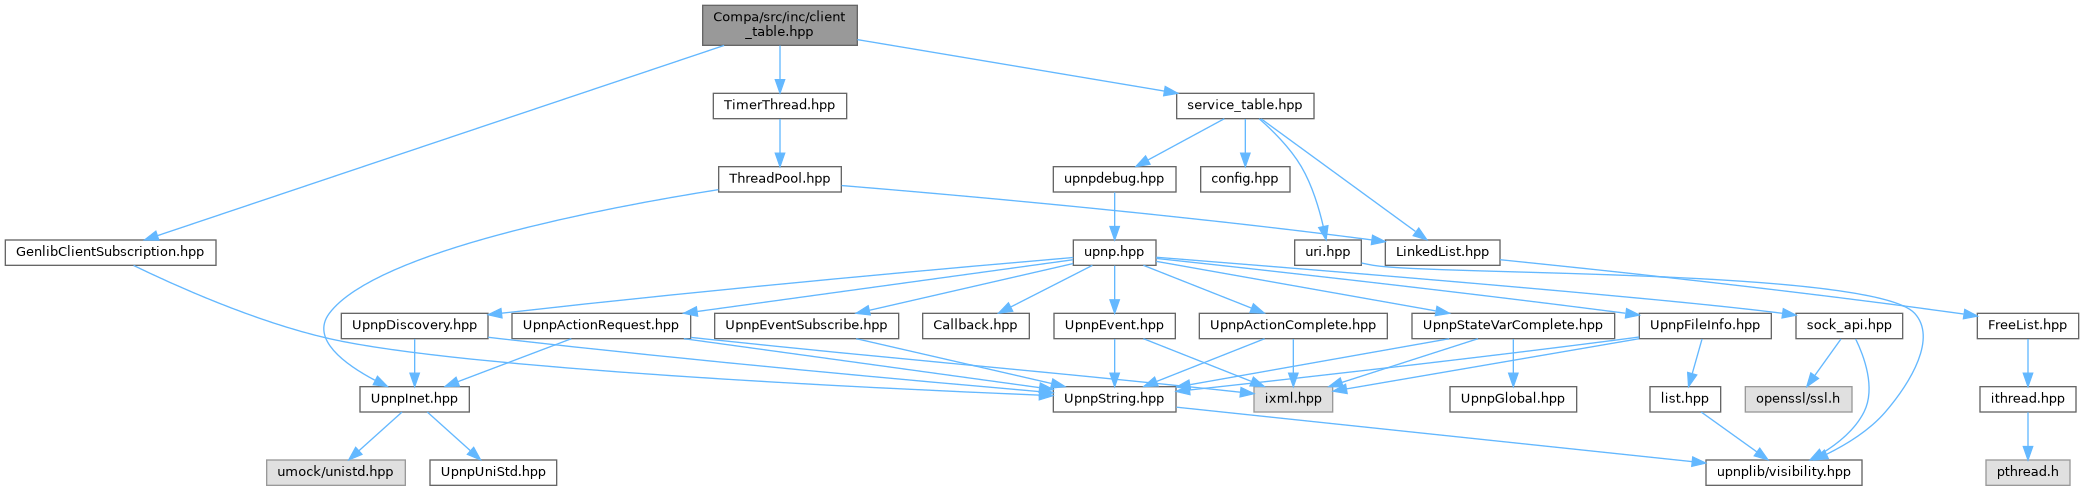 Compa/src/inc/client
_table.hpp
TimerThread.hpp
service_table.hpp
ThreadPool.hpp
upnpdebug.hpp
config.hpp
GenlibClientSubscription.hpp
upnp.hpp
uri.hpp
LinkedList.hpp
UpnpDiscovery.hpp
UpnpActionRequest.hpp
UpnpEventSubscribe.hpp
Callback.hpp
UpnpEvent.hpp
UpnpActionComplete.hpp
UpnpStateVarComplete.hpp
UpnpFileInfo.hpp
sock_api.hpp
FreeList.hpp
UpnpInet.hpp
UpnpString.hpp
ixml.hpp
UpnpGlobal.hpp
list.hpp
openssl/ssl.h
ithread.hpp
umock/unistd.hpp
UpnpUniStd.hpp
upnplib/visibility.hpp
pthread.h